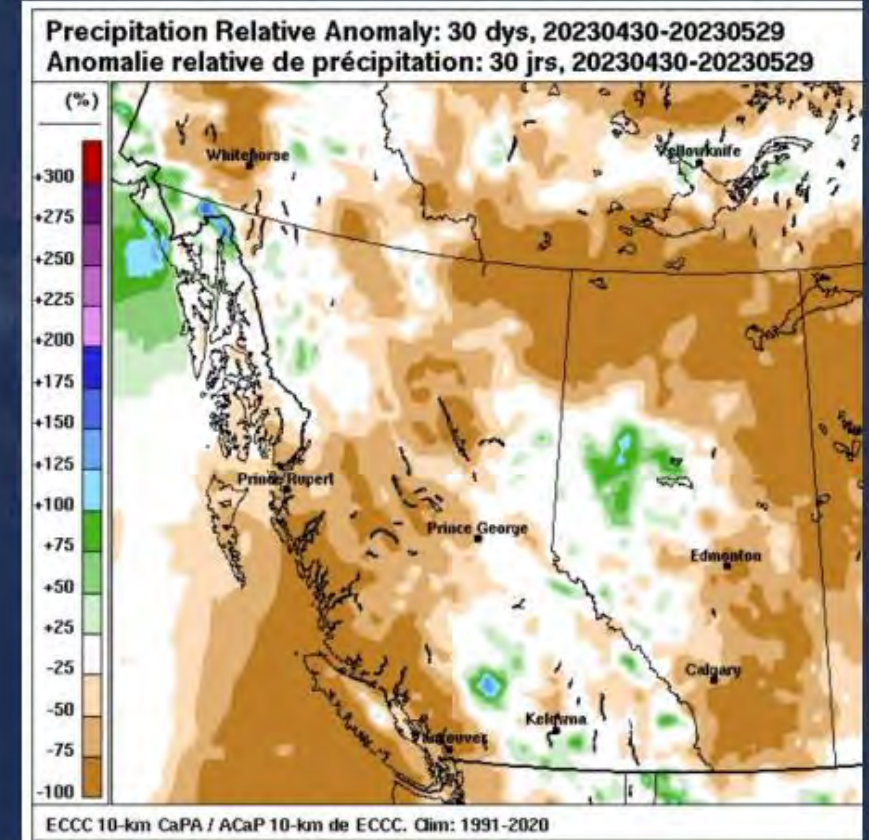 Precipitation Relative Anomaly: 30 dys, 20230430-20230529
Anomalie relative de précipitation: 30 jrs, 20230430-20230529
(%)
+300
+275
+250
+225
+200
+175
+150
+125
+100
+75
+50
+25
-25
-50
-75
-100
Whitehorse
Yellowknife
Prince Rupert
Prince George
Edmonton
Calgary
Kelowna
Vancouver
ECCC 10-km CaPA / ACaP 10-km de ECCC. Clim: 1991-2020